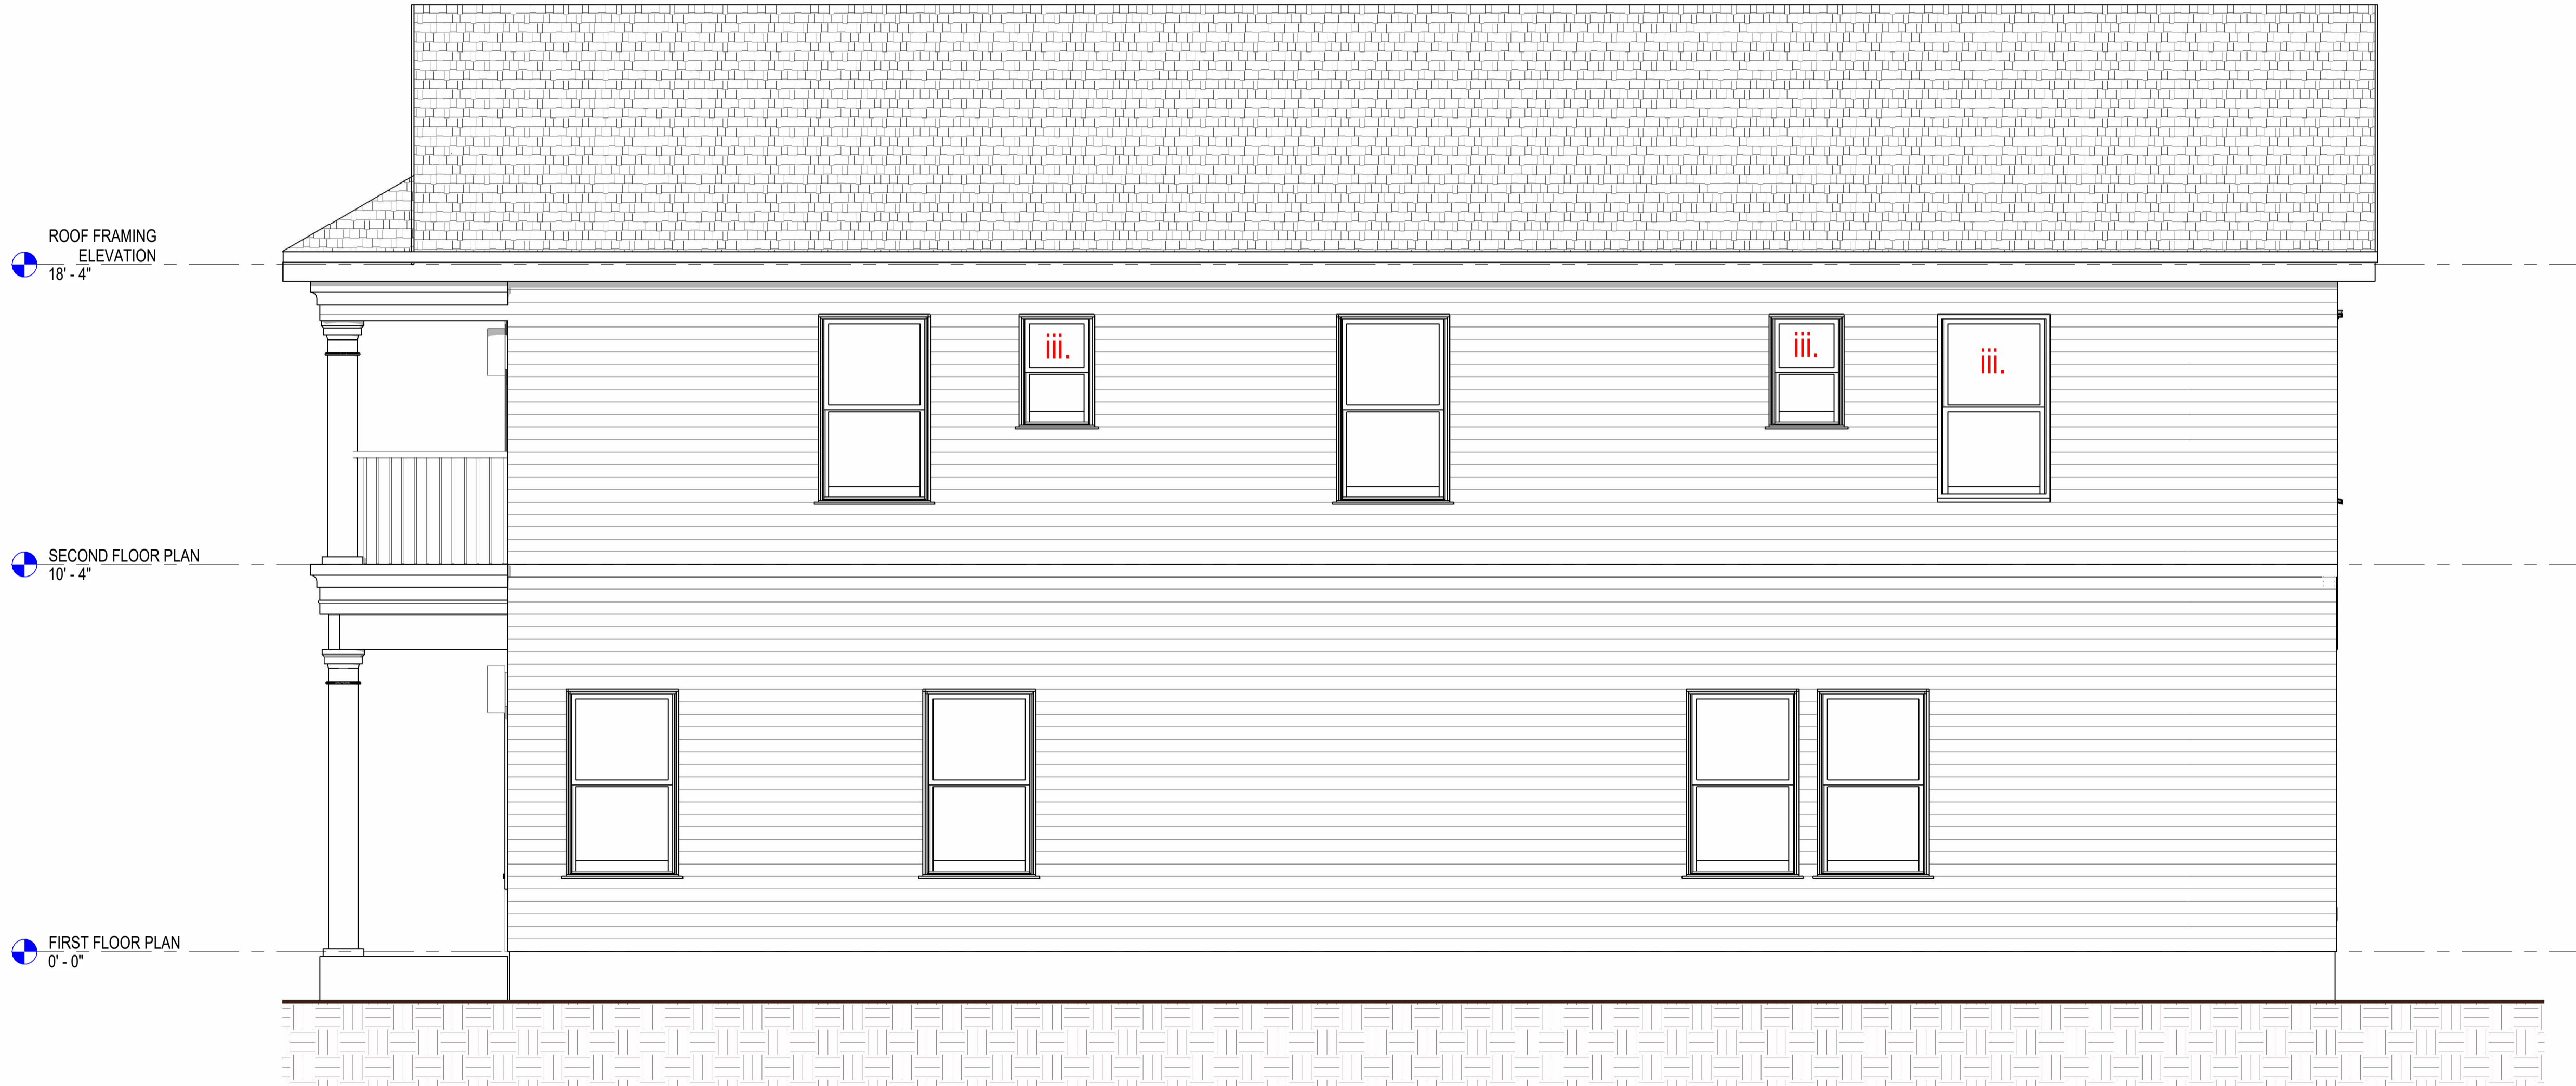 ROOF FRAMING
ELEVATION
18' - 4"
iii.
iii.
iii.
SECOND FLOOR PLAN
10' - 4"
FIRST FLOOR PLAN
0' - 0"